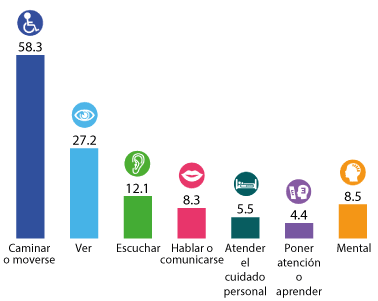 58.3
27.2
12.1
8.3
5.5
4.4
8.5
Caminar
o moverse
Ver
Escuchar
Hablar o
comunicarse
Atender
el
cuidado
personal
Poner
atención
o
aprender
Mental